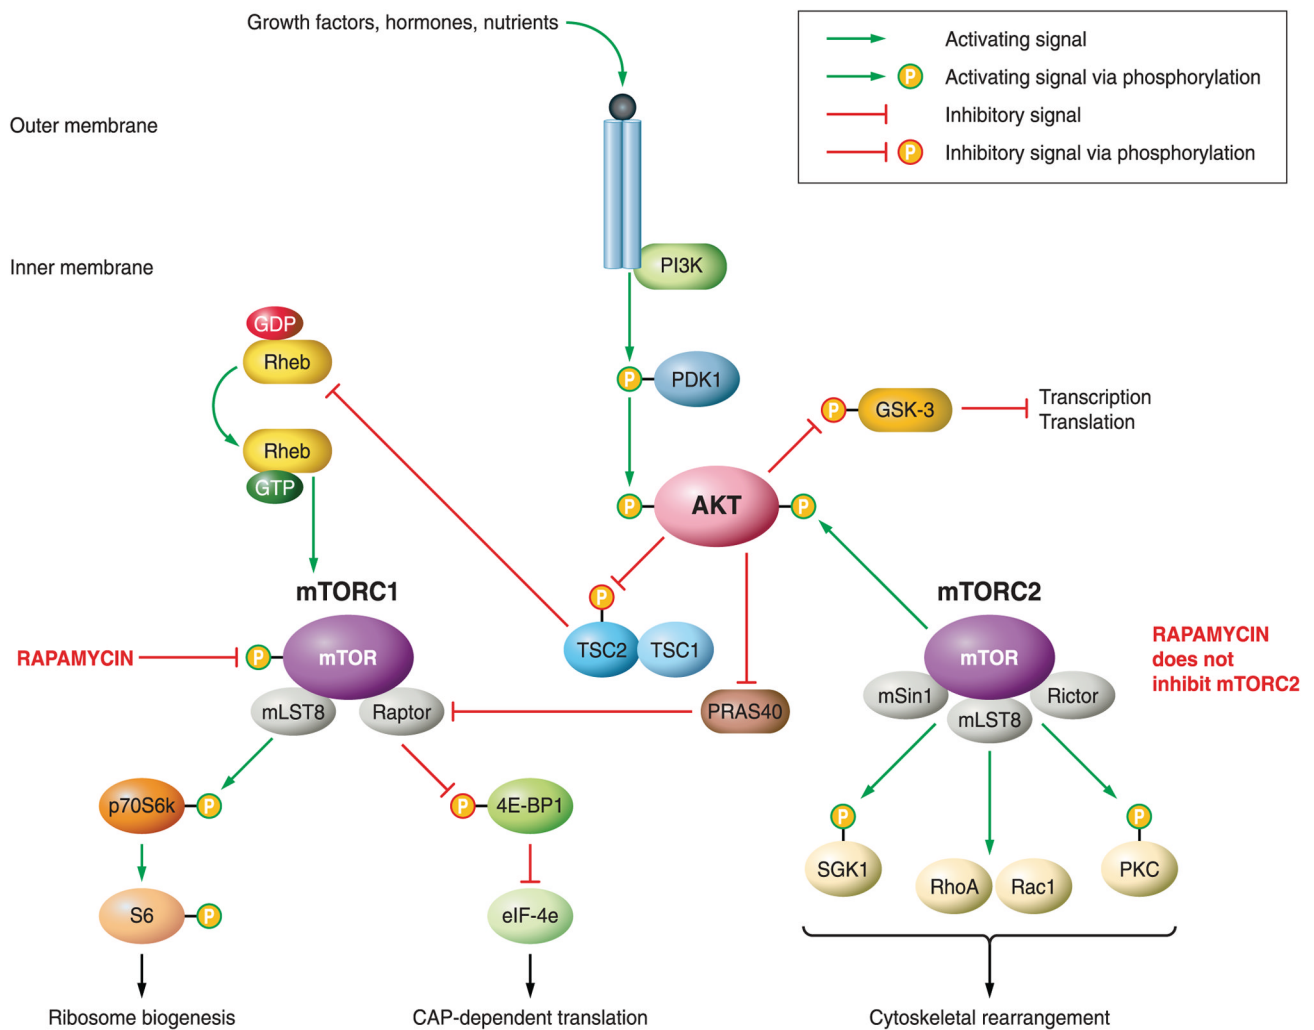 Growth factors, hormones, nutrients
Activating signal
P
Activating signal via phosphorylation
Inhibitory signal
P
Inhibitory signal via phosphorylation
Outer membrane
Inner membrane
PI3K
GDP
Rheb
P
PDK1
Rheb
GTP
P
GSK-3
Transcription
Translation
P
AKT
P
mTORC1
RAPAMYCIN
P
mTOR
mLST8
Raptor
P
TSC2
TSC1
PRAS40
mTORC2
mTOR
mSin1
mLST8
Rictor
RAPAMYCIN
does not
inhibit mTORC2
p70S6k
P
P
4E-BP1
P
SGK1
RhoA
Rac1
P
PKC
S6
P
eIF-4e
Ribosome biogenesis
CAP-dependent translation
Cytoskeletal rearrangement